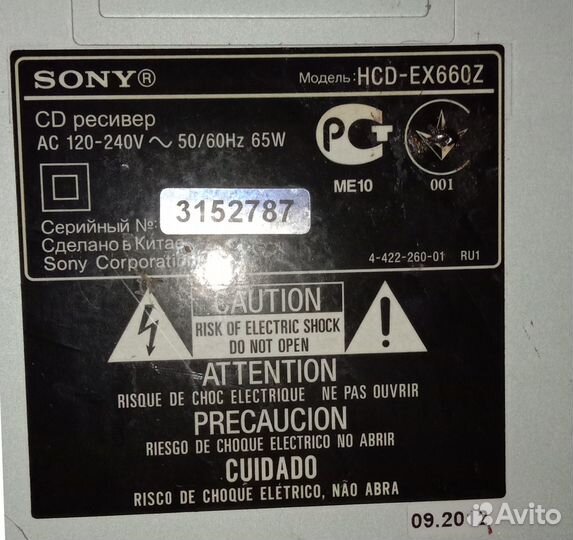 SONY®
Модель: HCD-EX660Z
CD ресивер
AC 120-240V ~ 50/60Hz 65W
РСТ
ME10
001
Серийный №:
3152787
Сделано в Китае
Sony Corporation
4-422-260-01 RU1
CAUTION
RISK OF ELECTRIC SHOCK
DO NOT OPEN
ATTENTION
RISQUE DE CHOC ELECTRIQUE NE PAS OUVRIR
PRECAUCION
RIESGO DE CHOQUE ELECTRICO NO ABRIR
CUIDADO
RISCO DE CHOQUE ELÉTRICO, NÃO ABRA
09.2012
Avito